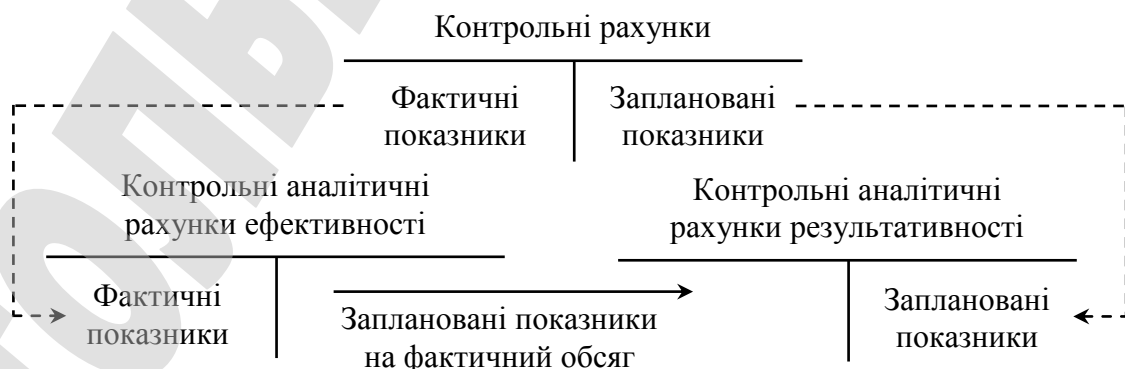 Контрольні рахунки
Фактичні
показники
Заплановані
показники
Контрольні аналітичні
рахунки ефективності
Контрольні аналітичні
рахунки результативності
Фактичні
показники
Заплановані показники
на фактичний обсяг
Заплановані
показники